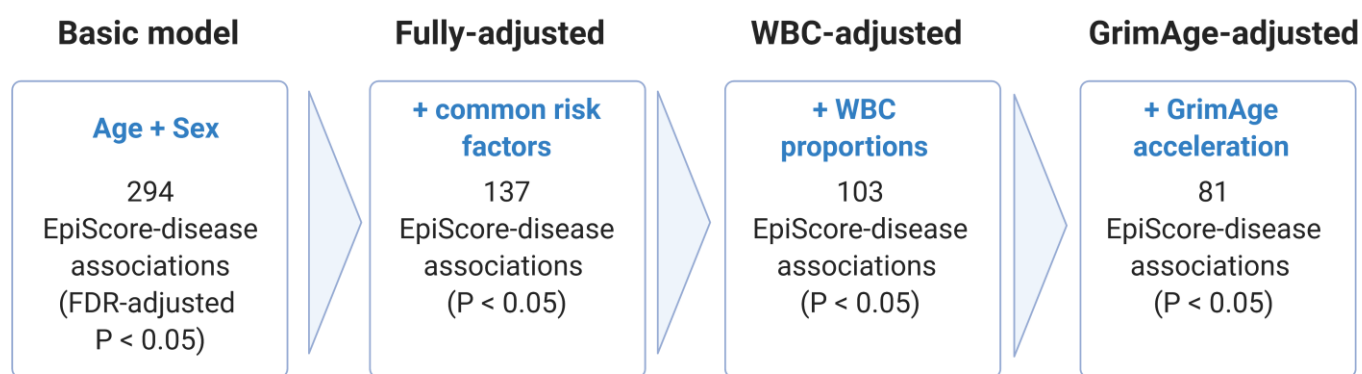 Basic model
Age + Sex
294
EpiScore-disease
associations
(FDR-adjusted
P < 0.05)
Fully-adjusted
+ common risk
factors
137
EpiScore-disease
associations
(P < 0.05)
WBC-adjusted
+ WBC
proportions
103
EpiScore-disease
associations
(P < 0.05)
GrimAge-adjusted
+ GrimAge
acceleration
81
EpiScore-disease
associations
(P < 0.05)